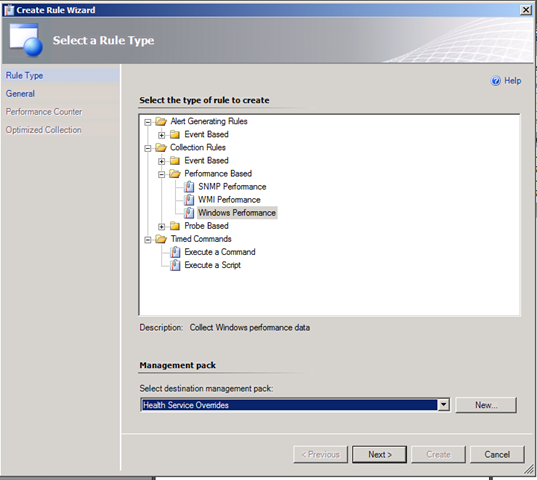 Create Rule Wizard
Select a Rule Type
Rule Type
General
Performance Counter
Optimized Collection
Help
Select the type of rule to create
Alert Generating Rules
Event Based
Collection Rules
Event Based
Performance Based
SNMP Performance
WMI Performance
Windows Performance
Probe Based
Timed Commands
Execute a Command
Execute a Script
Description: Collect Windows performance data
Management pack
Select destination management pack:
Health Service Overrides
New...
< Previous Next > Create Cancel